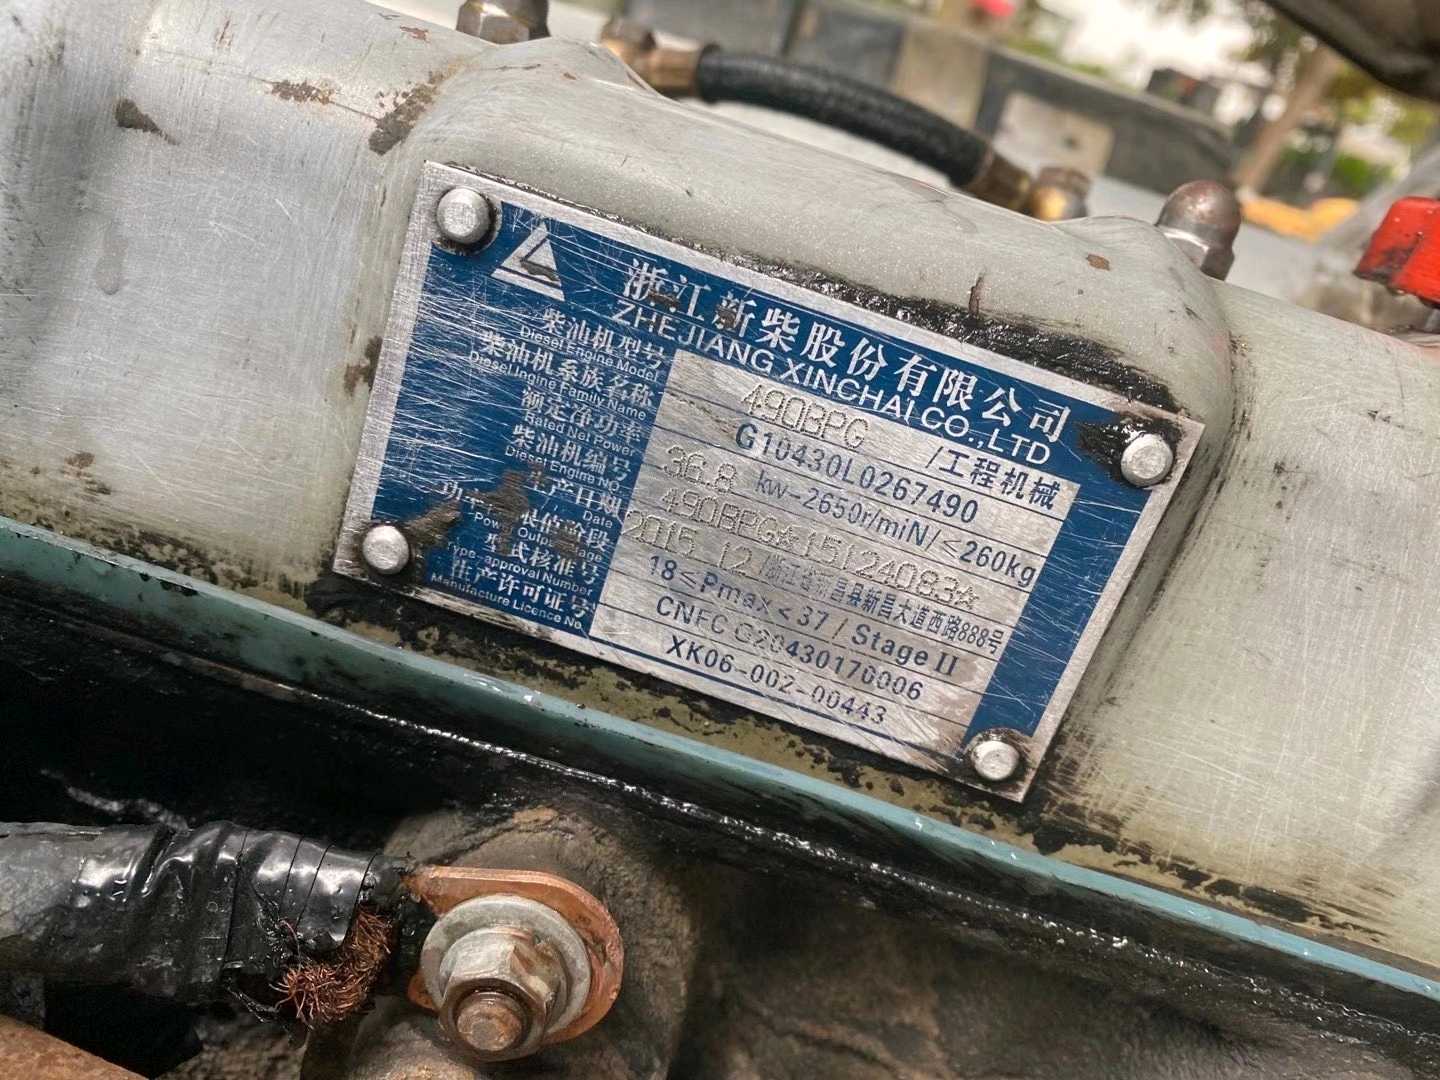 浙江新柴股份有限公司
ZHEJIANG XINCHAI CO.,LTD
柴油机型号 490BPG /工程机械
Diesel Engine Model
柴油机系族名称 G10430L0267490
Diesel Ingine Family Name
额定净功率 36.8 kw-2650r/miN/≤260kg
Rated Net Power
柴油机编号 490BPG☆15124083☆
Diesel Engine NO.
生产日期/ 2015 12 /浙江省新昌县新昌大道西路888号
Date
限值阶段 18≤Pmax<37/Stage II
Power Output Stage
型式核准号 CNFC G20430170006
Type approval Number
生产许可证号 XK06-002-00443
Manufacture Licence No.